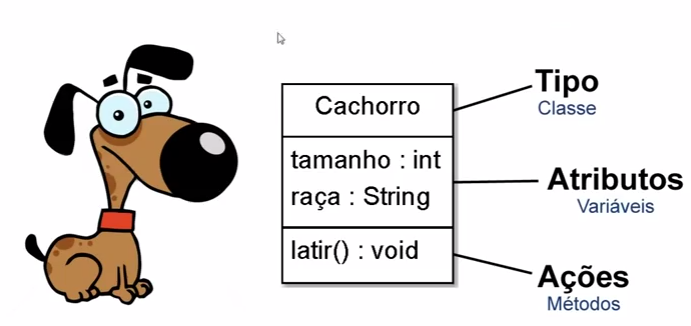 Cachorro
tamanho : int
raça : String
latir() : void
Tipo
Classe
Atributos
Variáveis
Ações
Métodos